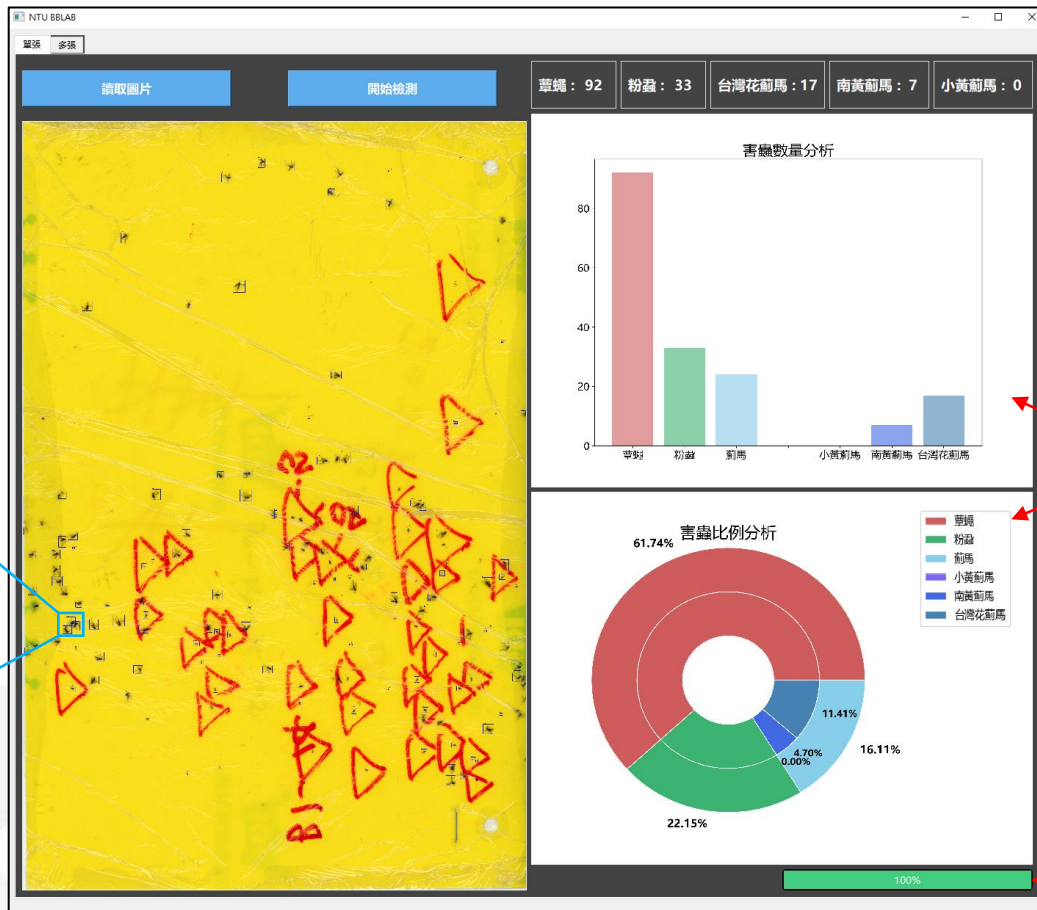 NTU BBLAB
單張 多張
讀取圖片 開始檢測
蕈蠅： 92 粉蝨： 33 台灣花薊馬：17 南黃薊馬： 7 小黃薊馬： 0
害蟲數量分析
80
60
40
20
0
蕈蠅 粉蝨 薊馬 小黃薊馬 南黃薊馬 台灣花薊馬
害蟲比例分析
蕈蠅
粉蝨
薊馬
小黃薊馬
南黃薊馬
台灣花薊馬
61.74%
11.41%
16.11%
4.70%
0.00%
22.15%
100%